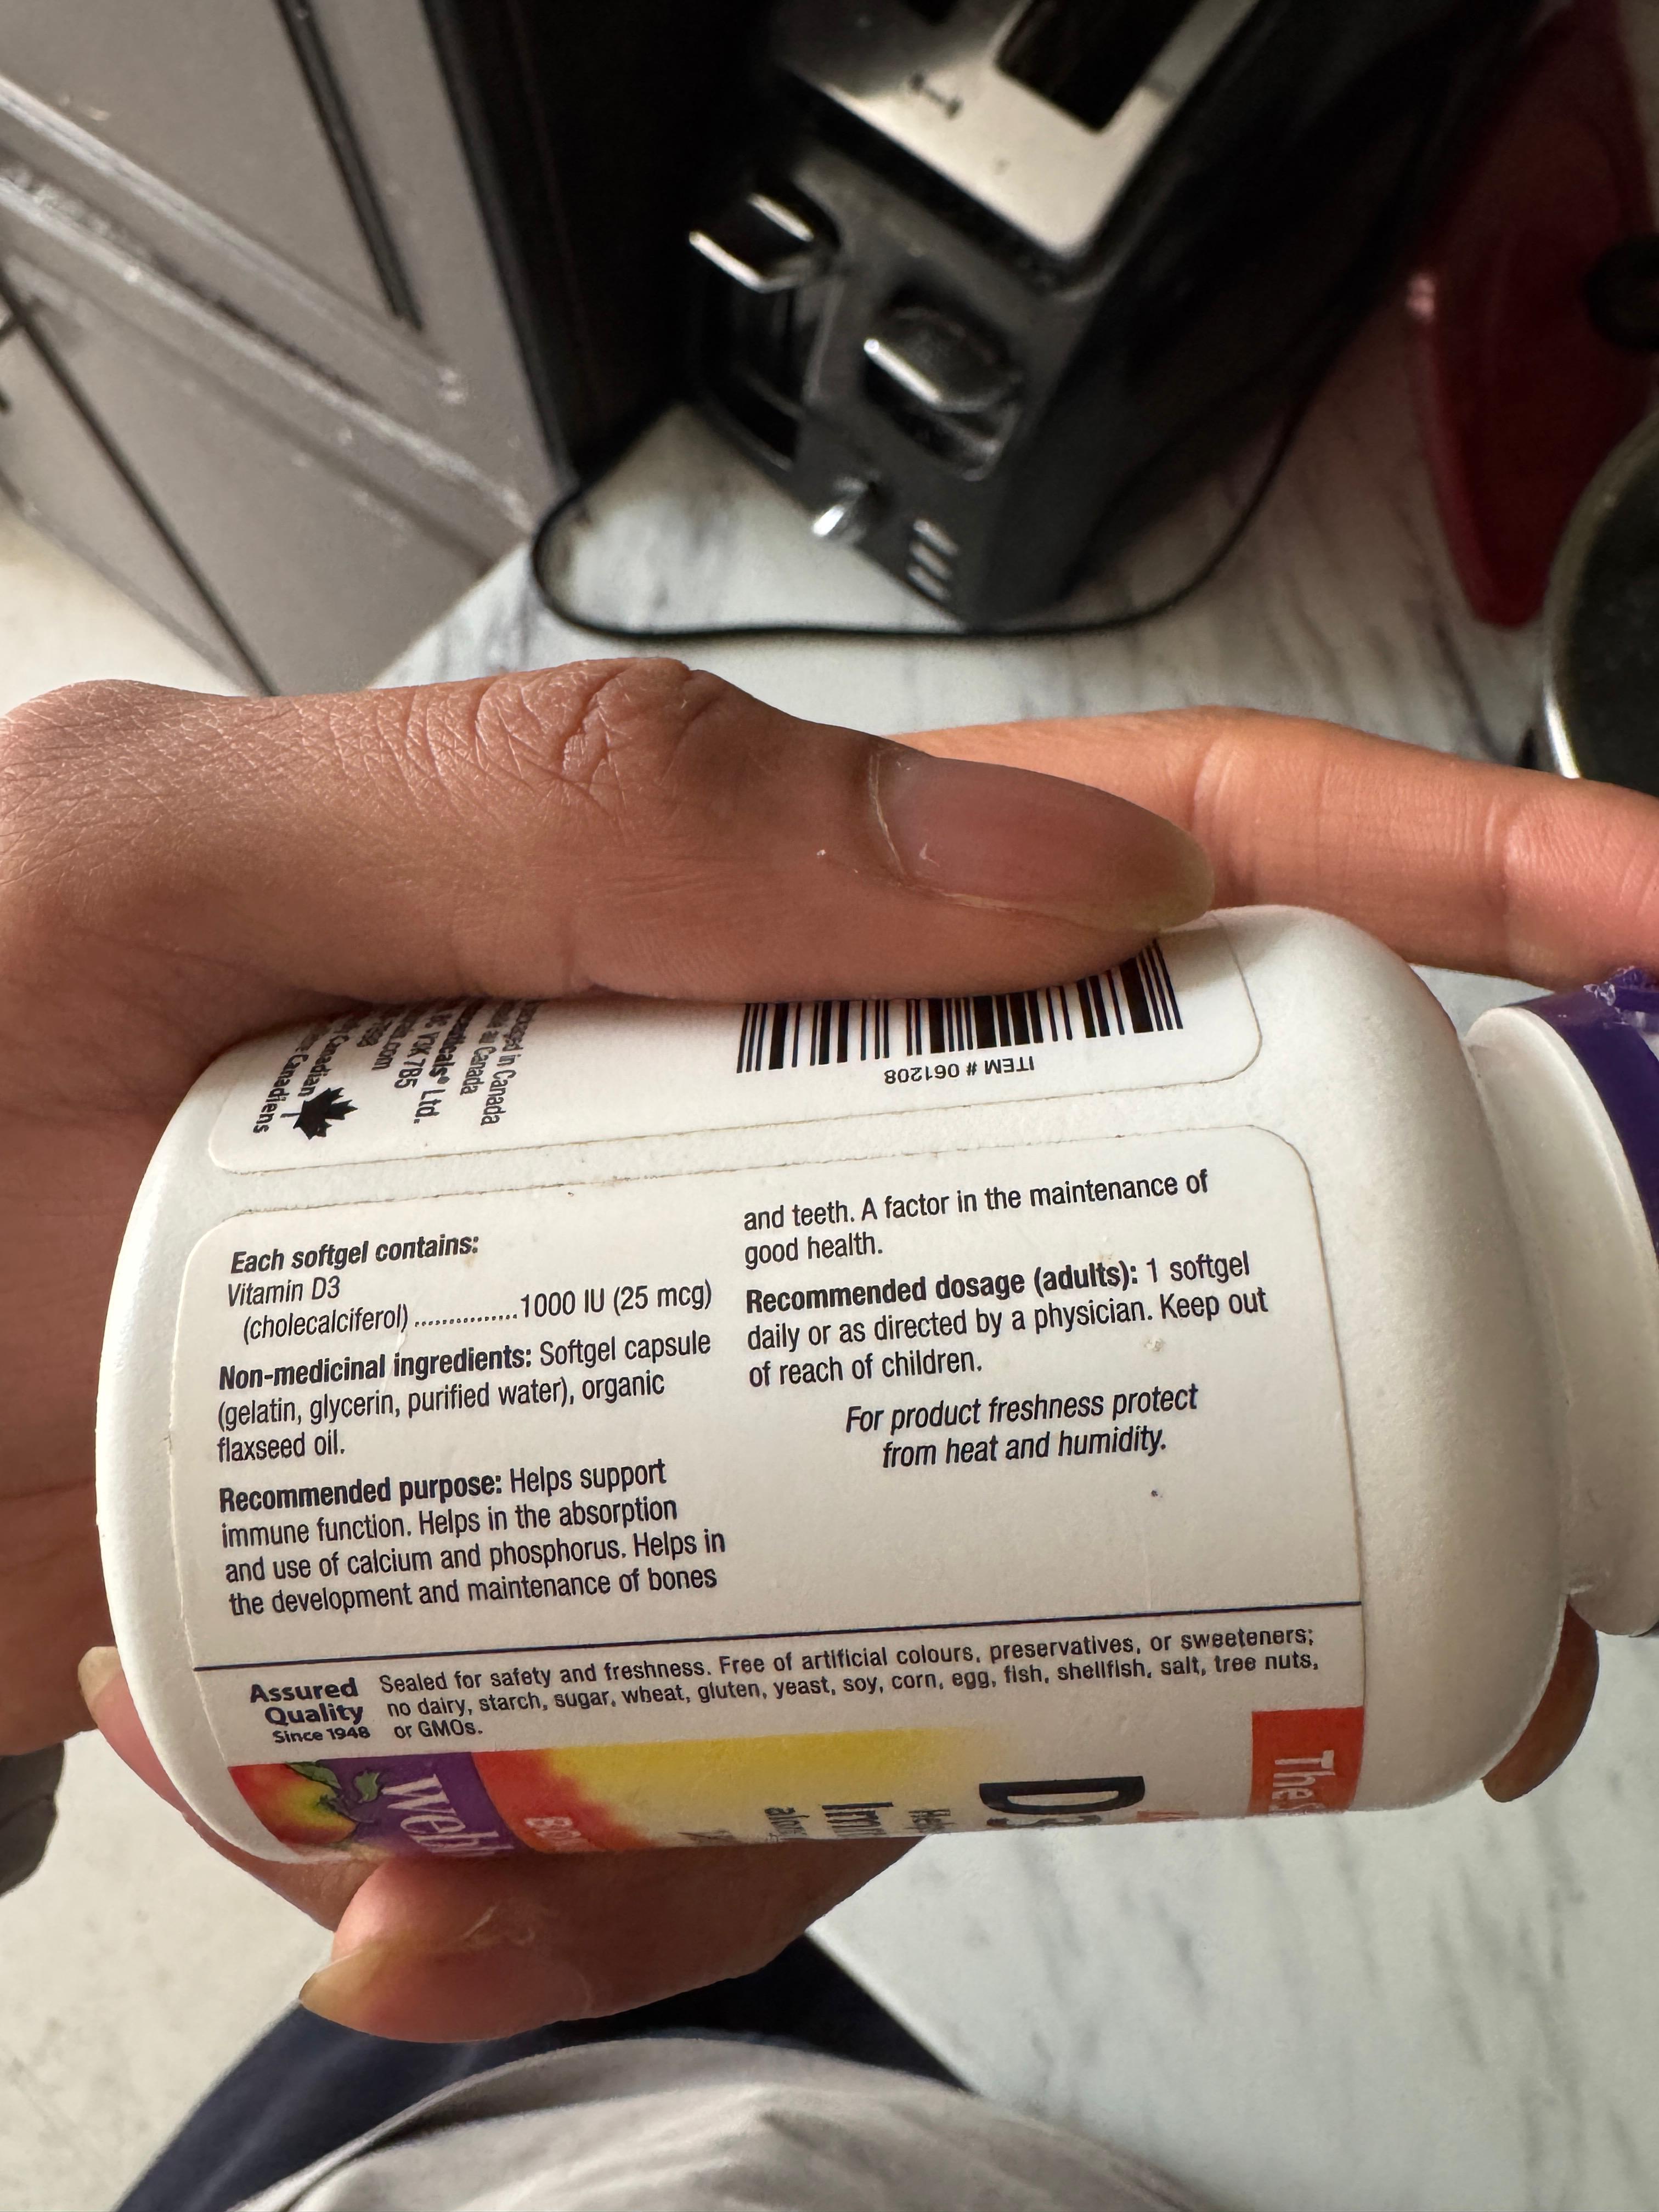 Each softgel contains:
Vitamin D3
(cholecalciferol) ...............1000 IU (25 mcg)
Non-medicinal ingredients: Softgel capsule
(gelatin, glycerin, purified water), organic
flaxseed oil.
Recommended purpose: Helps support
immune function. Helps in the absorption
and use of calcium and phosphorus. Helps in
the development and maintenance of bones
and teeth. A factor in the maintenance of
good health.
Recommended dosage (adults): 1 softgel
daily or as directed by a physician. Keep out
of reach of children.
For product freshness protect
from heat and humidity.
Assured
Quality
Since 1948
Sealed for safety and freshness. Free of artificial colours, preservatives, or sweeteners;
no dairy, starch, sugar, wheat, gluten, yeast, soy, corn, egg, fish, shellfish, salt, tree nuts,
or GMOs.
ITEM # 061208
in Canada
au Canada
Ltd.
V3K 7B5
Canadian
Canadiens
The
D3